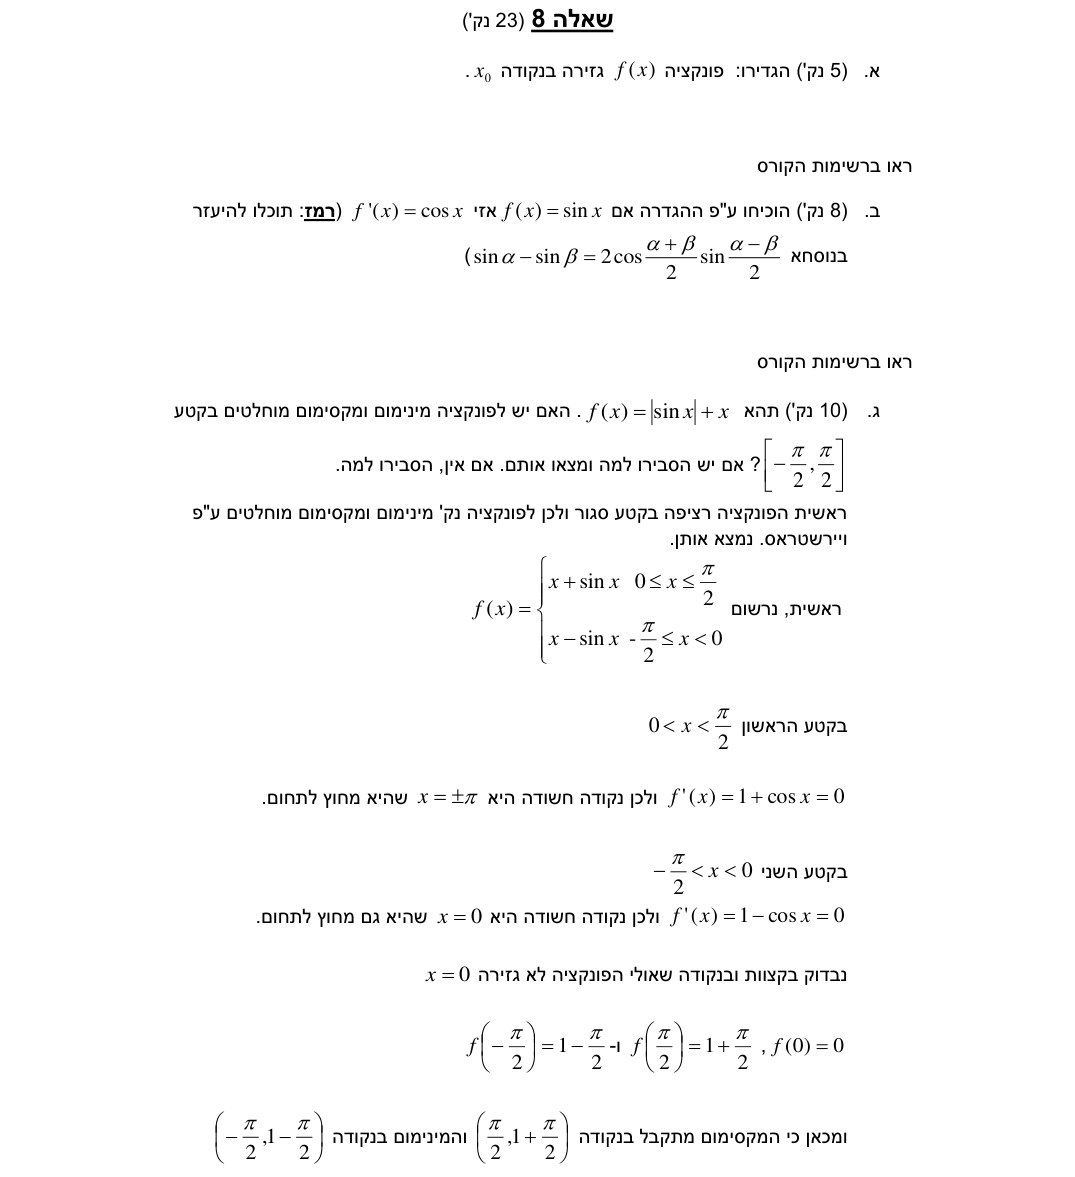 שאלה 8 (23 נק')
א. (5 נק') הגדירו: פונקציה f(x) גזירה בנקודה x₀ .
ראו ברשימות הקורס
ב. (8 נק') הוכיחו ע"פ ההגדרה אם f(x) = sin x אזי f '(x) = cos x (רמז: תוכלו להיעזר
בנוסחא sin α − sin β = 2cos (α + β)/2 sin (α − β)/2)
ראו ברשימות הקורס
ג. (10 נק') תהא f(x) = |sin x| + x . האם יש לפונקציה מינימום ומקסימום מוחלטים בקטע
[−π/2, π/2] ? אם יש הסבירו למה ומצאו אותם. אם אין, הסבירו למה.
ראשית הפונקציה רציפה בקטע סגור ולכן לפונקציה נק' מינימום ומקסימום מוחלטים ע"פ
ויירשטראס. נמצא אותן.
ראשית, נרשום f(x) = { x + sin x 0 ≤ x ≤ π/2
x − sin x -π/2 ≤ x < 0
בקטע הראשון 0 < x < π/2
f'(x) = 1 + cos x = 0 ולכן נקודה חשודה היא x = ±π שהיא מחוץ לתחום.
בקטע השני −π/2 < x < 0
f'(x) = 1 − cos x = 0 ולכן נקודה חשודה היא x = 0 שהיא גם מחוץ לתחום.
נבדוק בקצוות ובנקודה שאולי הפונקציה לא גזירה x = 0
f(0) = 0 , f(π/2) = 1 + π/2 ו- f(−π/2) = 1 − π/2
ומכאן כי המקסימום מתקבל בנקודה (π/2, 1 + π/2) והמינימום בנקודה (−π/2, 1 − π/2)